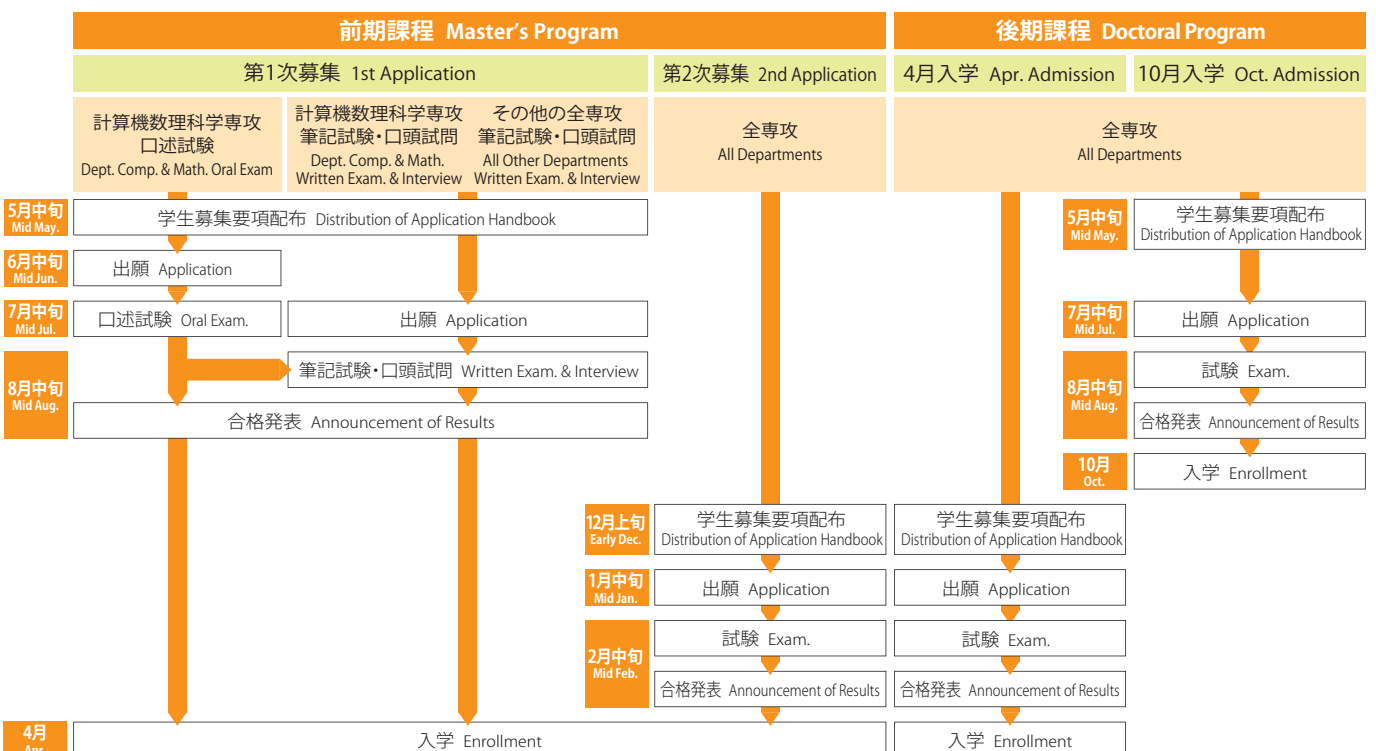 前期課程 Master's Program
後期課程 Doctoral Program
第1次募集 1st Application
第2次募集 2nd Application
4月入学 Apr. Admission
10月入学 Oct. Admission
計算機数理科学専攻
口述試験
Dept. Comp. & Math. Oral Exam
計算機数理科学専攻
筆記試験・口頭試問
Dept. Comp. & Math.
Written Exam. & Interview
その他の全専攻
筆記試験・口頭試問
All Other Departments
Written Exam. & Interview
全専攻
All Departments
全専攻
All Departments
5月中旬
Mid May.
学生募集要項配布 Distribution of Application Handbook
5月中旬
Mid May.
学生募集要項配布
Distribution of Application Handbook
6月中旬
Mid Jun.
出願 Application
7月中旬
Mid Jul.
口述試験 Oral Exam.
出願 Application
7月中旬
Mid Jul.
出願 Application
8月中旬
Mid Aug.
筆記試験・口頭試問 Written Exam. & Interview
合格発表 Announcement of Results
8月中旬
Mid Aug.
試験 Exam.
合格発表 Announcement of Results
10月
Oct.
入学 Enrollment
12月上旬
Early Dec.
学生募集要項配布
Distribution of Application Handbook
学生募集要項配布
Distribution of Application Handbook
1月中旬
Mid Jan.
出願 Application
出願 Application
2月中旬
Mid Feb.
試験 Exam.
試験 Exam.
合格発表 Announcement of Results
合格発表 Announcement of Results
4月
Apr.
入学 Enrollment
入学 Enrollment